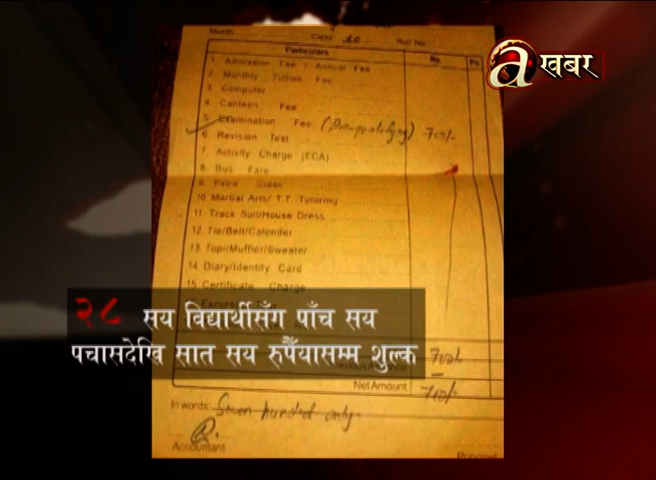 a खबर
Month
Class 10 Roll No
Particulars Rs. Ps.
1 Admission Fee / Annual Fee
2 Monthly Tuition Fee
3 Computer
4 Canteen Fee
5 Examination Fee 700/-
6 Revision Test
7 Activity Charge (ECA)
8. Bus Fare
9. Extra Class
10 Martial Arts/ T.T. Tutoring
11 Track Suit/House Dress
12 Tie/Belt/Calender
13 Topi/Muffler/Sweater
14 Diary/Identity Card
15 Certificate Charge
२८ सय विद्यार्थीसँग पाँच सय
पचासदेखि सात सय रुपैँयासम्म शुल्क
700/-
Net Amount 700/-
In words: Seven hundred only
Accountant Principal